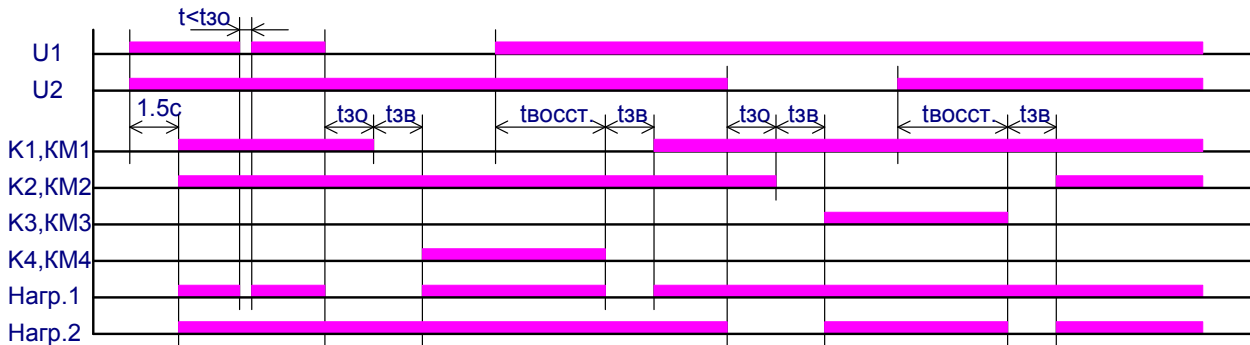 t<tзо
U1
U2
1.5с
tзо tзв tвосст. tзв tзо tзв tвосст. tзв
К1,КМ1
К2,КМ2
К3,КМ3
К4,КМ4
Нагр.1
Нагр.2